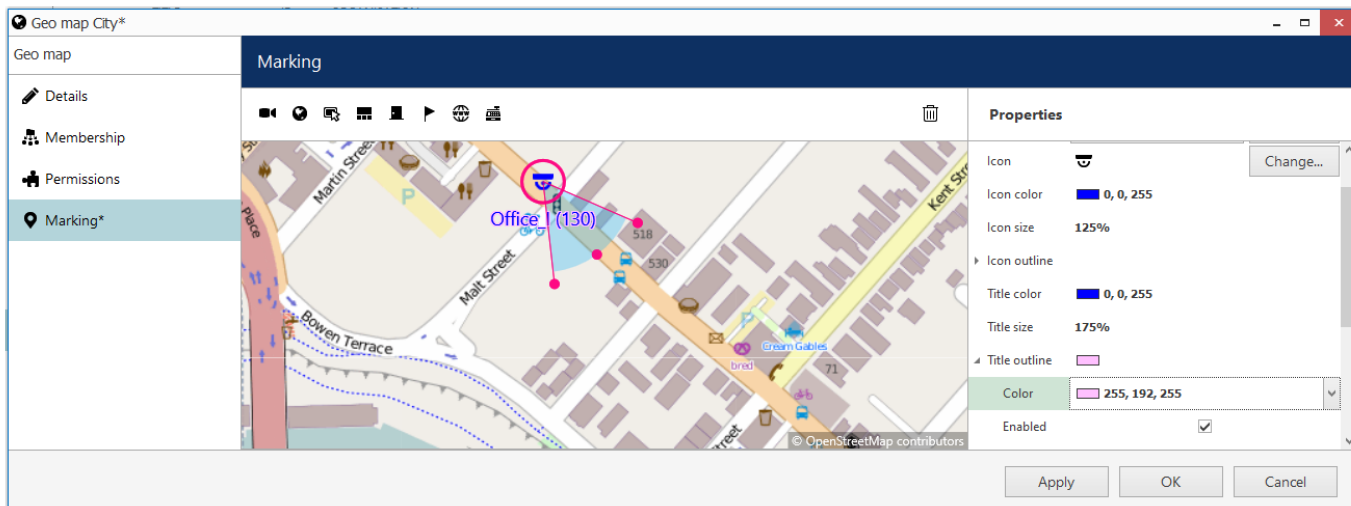 Geo map City*
Geo map
Details
Membership
Permissions
Marking*
Marking
Martin Street
Place
P
Office_I (130)
518
530
Malt Street
Bowen Terrace
Kent Stre
P
Cream Gables
bred
71
treet
© OpenStreetMap contributors
Properties
Icon
Change...
Icon color 0, 0, 255
Icon size 125%
Icon outline
Title color 0, 0, 255
Title size 175%
Title outline
Color 255, 192, 255
Enabled
Apply OK Cancel